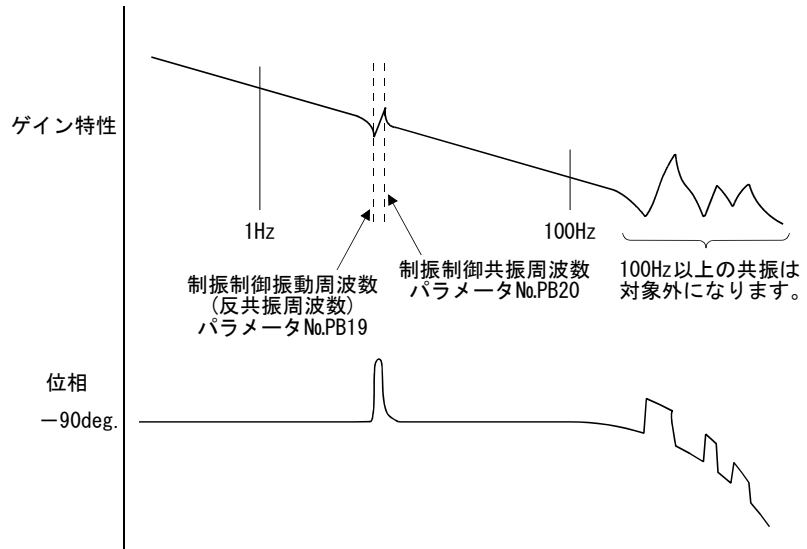 ゲイン特性
1Hz
100Hz
制振制御振動周波数
(反共振周波数)
パラメータNo.PB19
制振制御共振周波数
パラメータNo.PB20
100Hz以上の共振は
対象外になります。
位相
－90deg.